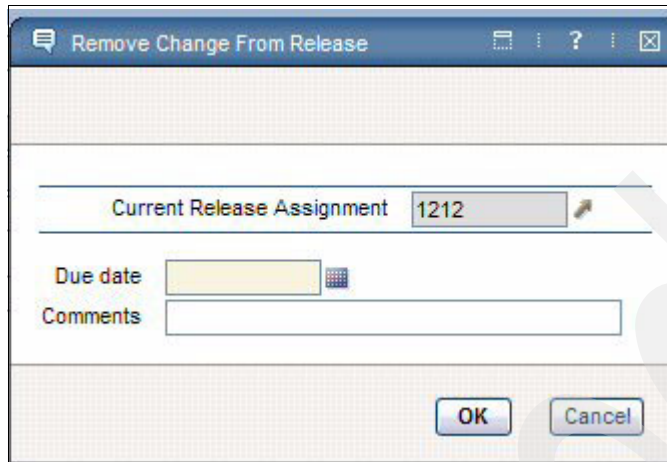 Remove Change From Release ?
Current Release Assignment 1212
Due date
Comments
OK Cancel